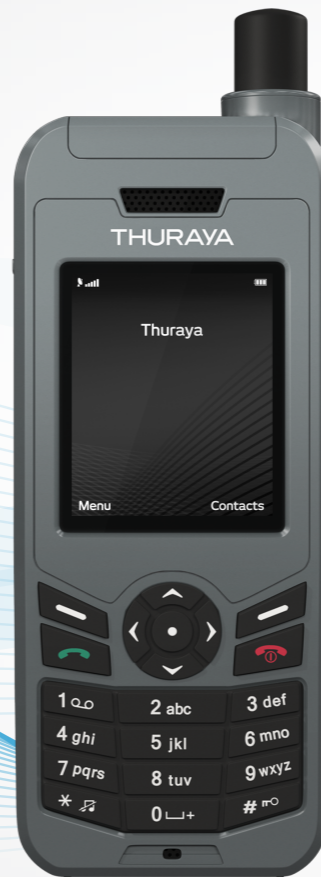 THURAYA
Thuraya
Menu Contacts
1 2 abc 3 def
4 ghi 5 jkl 6 mno
7 pqrs 8 tuv 9 wxyz
* 0 + #